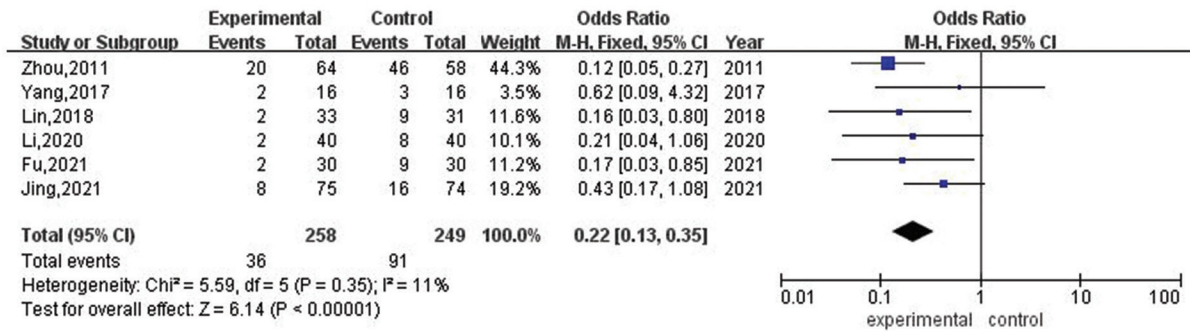 Experimental Control Odds Ratio Odds Ratio
Study or Subgroup Events Total Events Total Weight M-H, Fixed, 95% CI Year M-H, Fixed, 95% CI
Zhou,2011 20 64 46 58 44.3% 0.12 [0.05, 0.27] 2011
Yang,2017 2 16 3 16 3.5% 0.62 [0.09, 4.32] 2017
Lin,2018 2 33 9 31 11.6% 0.16 [0.03, 0.80] 2018
Li,2020 2 40 8 40 10.1% 0.21 [0.04, 1.06] 2020
Fu,2021 2 30 9 30 11.2% 0.17 [0.03, 0.85] 2021
Jing,2021 8 75 16 74 19.2% 0.43 [0.17, 1.08] 2021
Total (95% CI) 258 249 100.0% 0.22 [0.13, 0.35]
Total events 36 91
Heterogeneity: Chi² = 5.59, df = 5 (P = 0.35); I² = 11%
Test for overall effect: Z = 6.14 (P < 0.00001)
0.01 0.1 1 10 100
experimental control